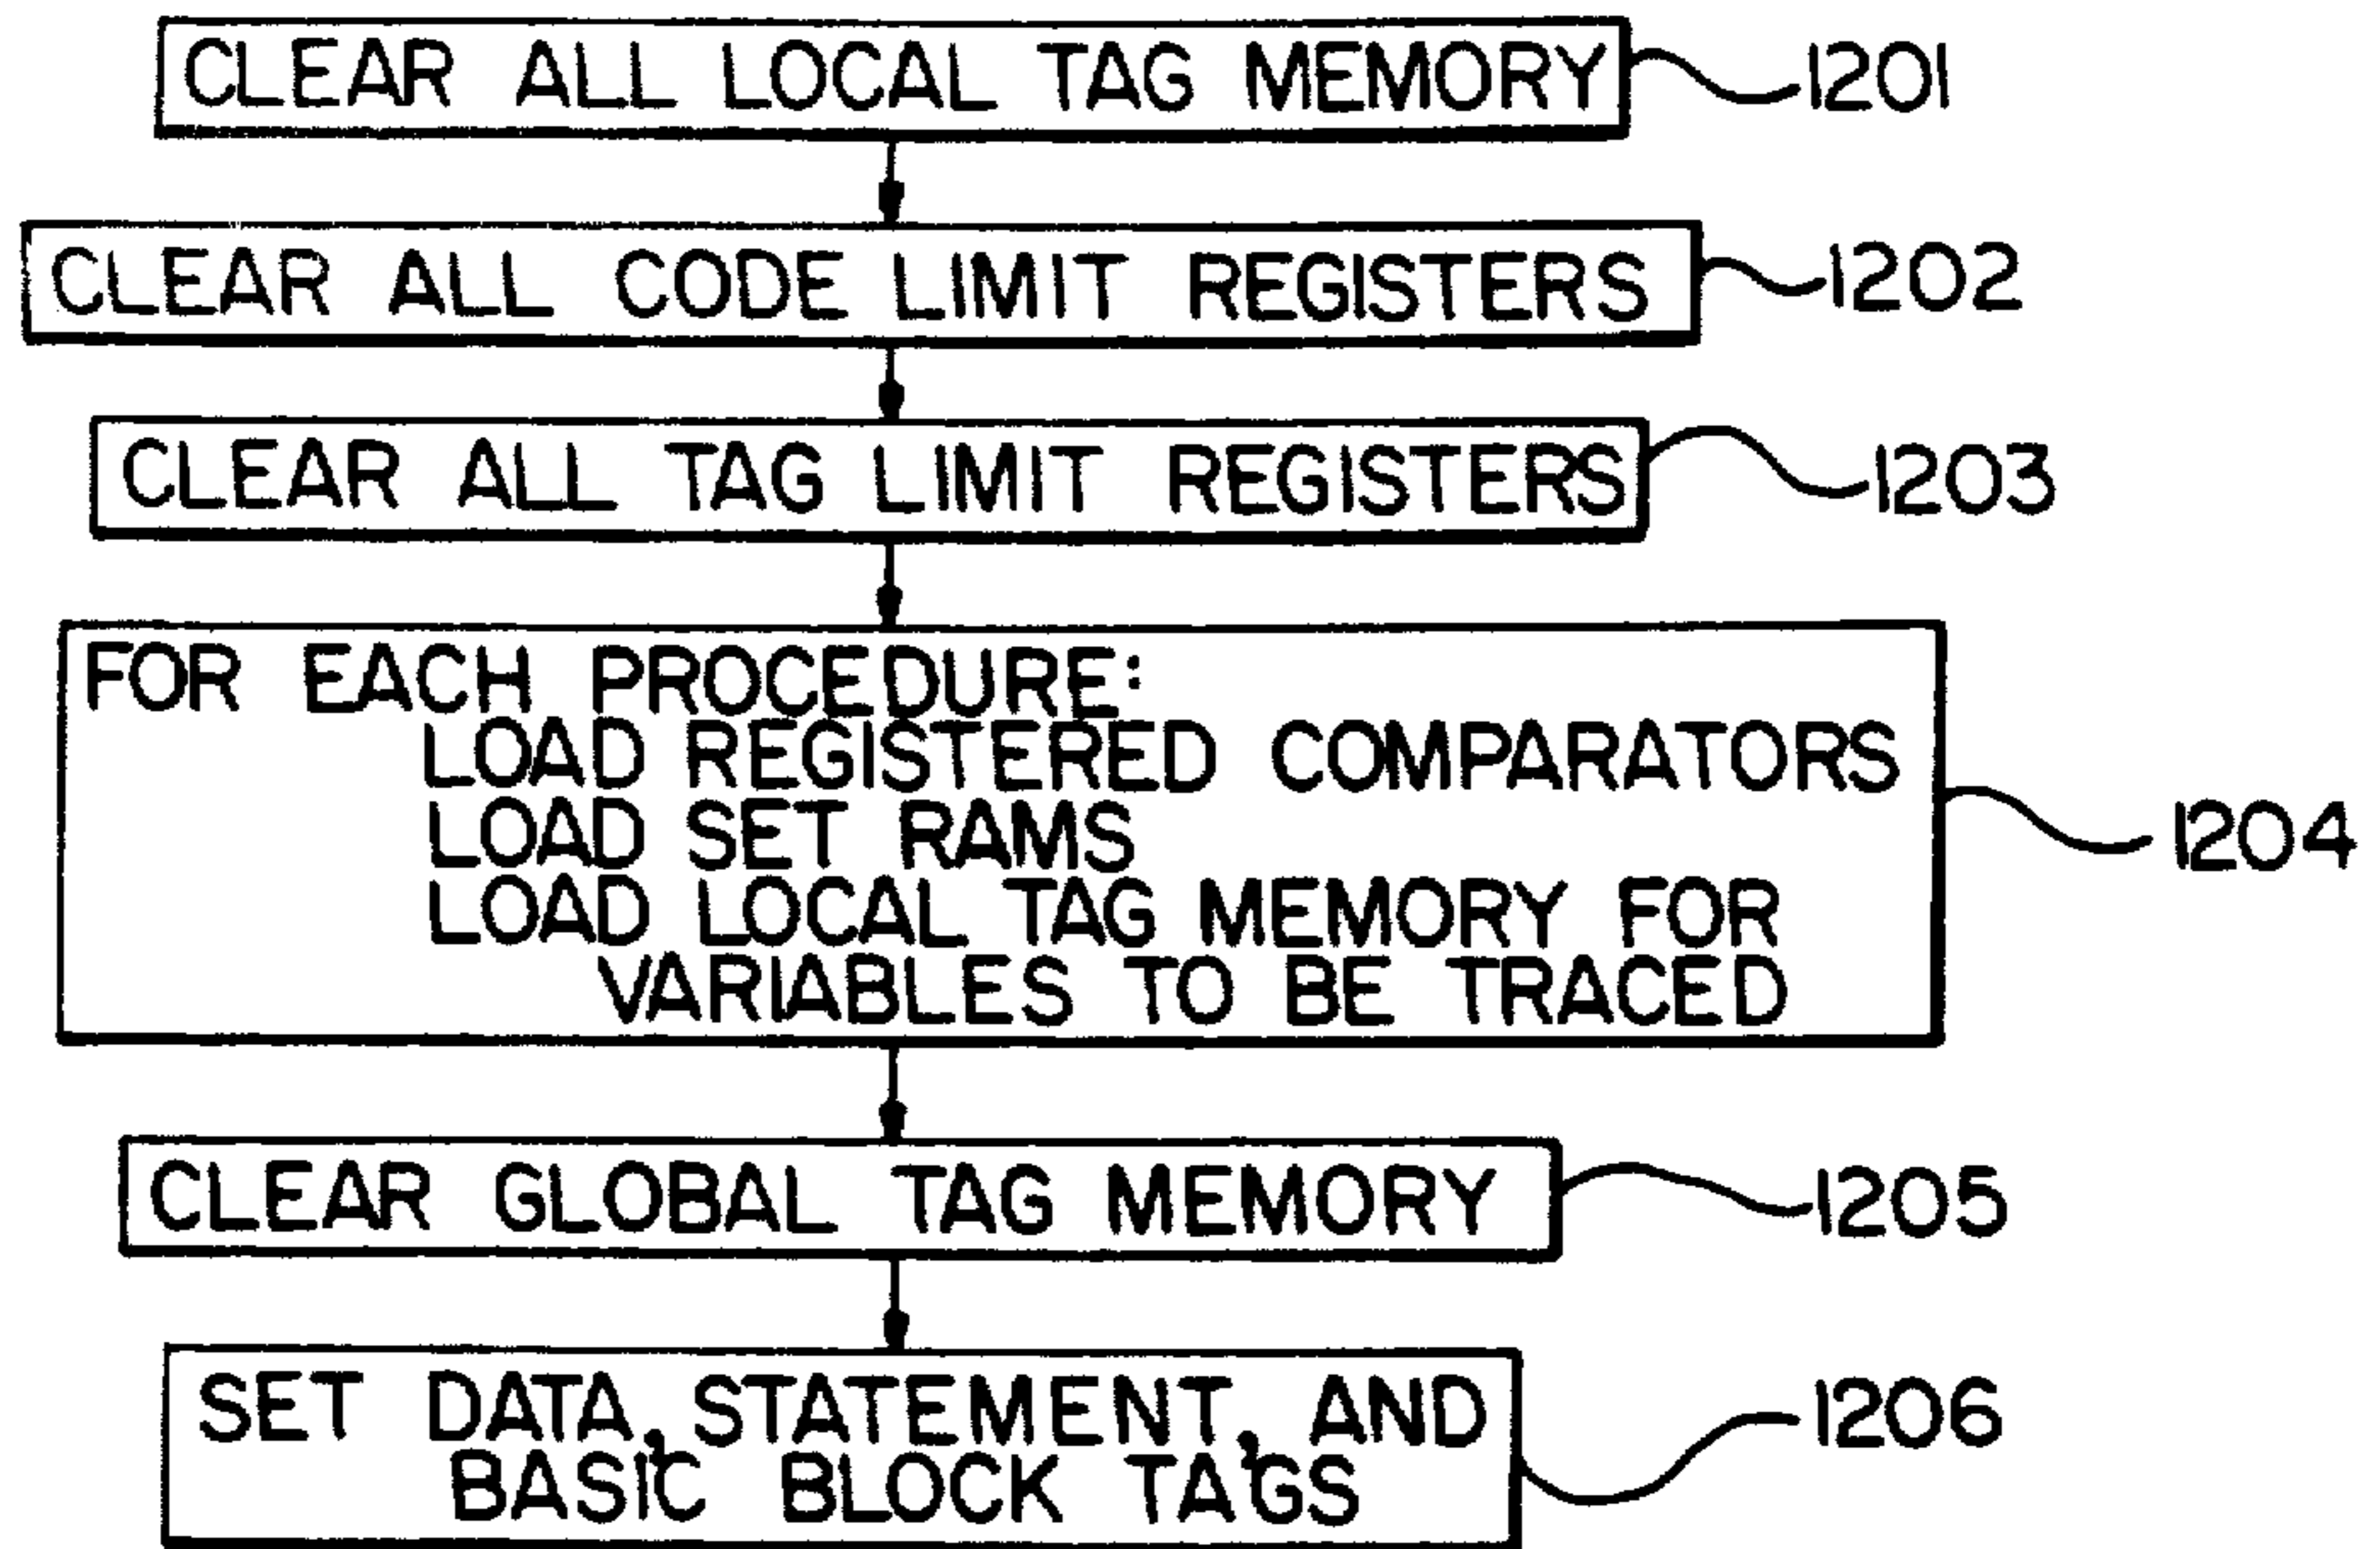 CLEAR ALL LOCAL TAG MEMORY
1201
CLEAR ALL CODE LIMIT REGISTERS
1202
CLEAR ALL TAG LIMIT REGISTERS
1203
FOR EACH PROCEDURE:
LOAD REGISTERED COMPARATORS
LOAD SET RAMS
LOAD LOCAL TAG MEMORY FOR
VARIABLES TO BE TRACED
1204
CLEAR GLOBAL TAG MEMORY
1205
SET DATA, STATEMENT, AND
BASIC BLOCK TAGS
1206